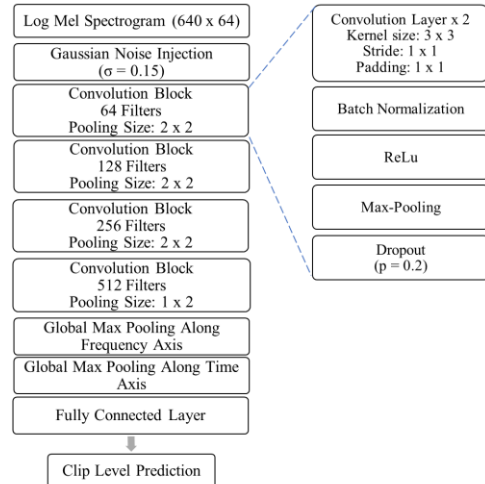 Log Mel Spectrogram (640 x 64)
Gaussian Noise Injection
(σ = 0.15)
Convolution Block
64 Filters
Pooling Size: 2 x 2
Convolution Block
128 Filters
Pooling Size: 2 x 2
Convolution Block
256 Filters
Pooling Size: 2 x 2
Convolution Block
512 Filters
Pooling Size: 1 x 2
Global Max Pooling Along
Frequency Axis
Global Max Pooling Along Time
Axis
Fully Connected Layer
Clip Level Prediction
Convolution Layer x 2
Kernel size: 3 x 3
Stride: 1 x 1
Padding: 1 x 1
Batch Normalization
ReLu
Max-Pooling
Dropout
(p = 0.2)